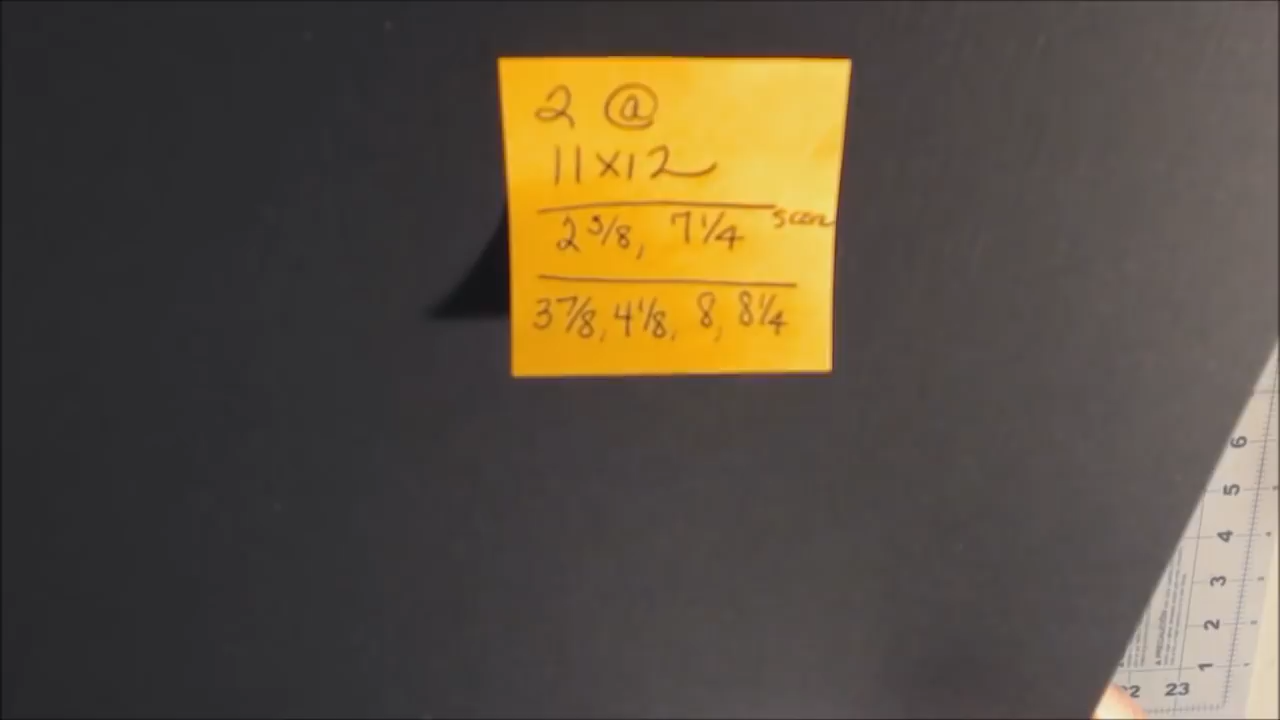 2 @
11x12
2 5/8, 7 1/4 score
3 7/8, 4 1/8, 8, 8 1/4
6
5
4
3
2
1
22 23